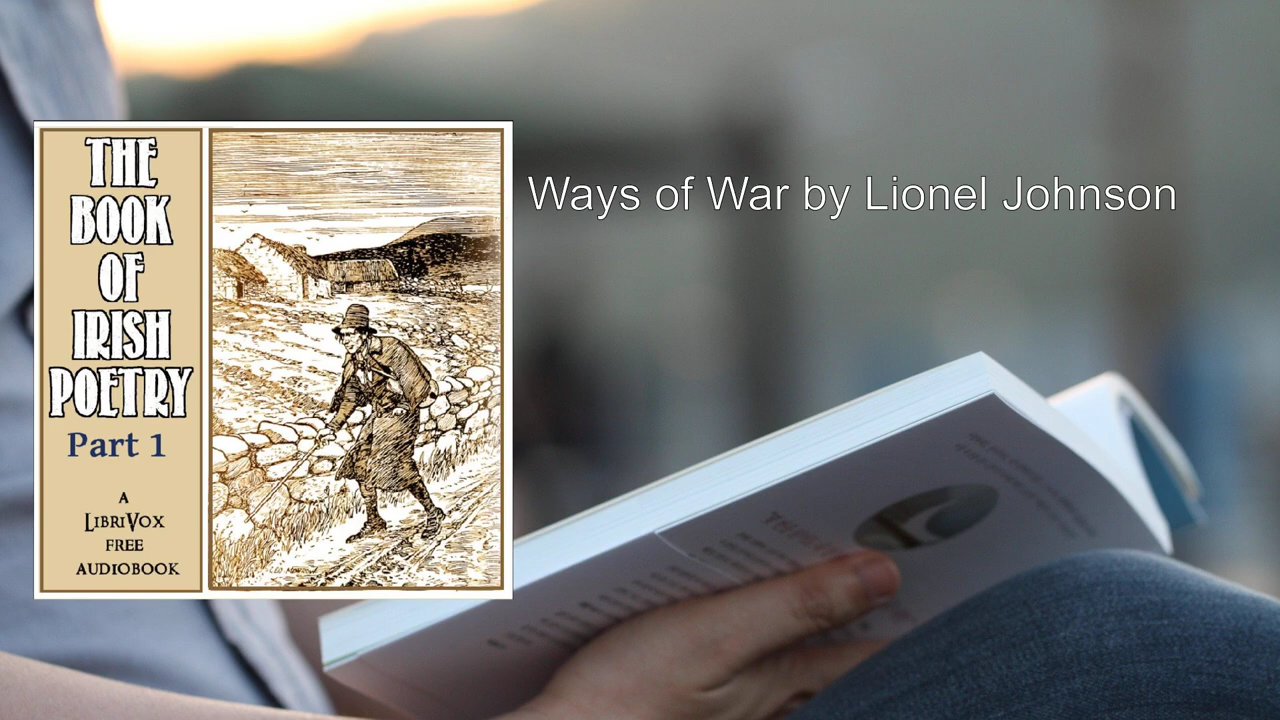 THE
BOOK
OF
IRISH
POETRY
Part 1
A
LIBRIVOX
FREE
AUDIOBOOK
Ways of War by Lionel Johnson